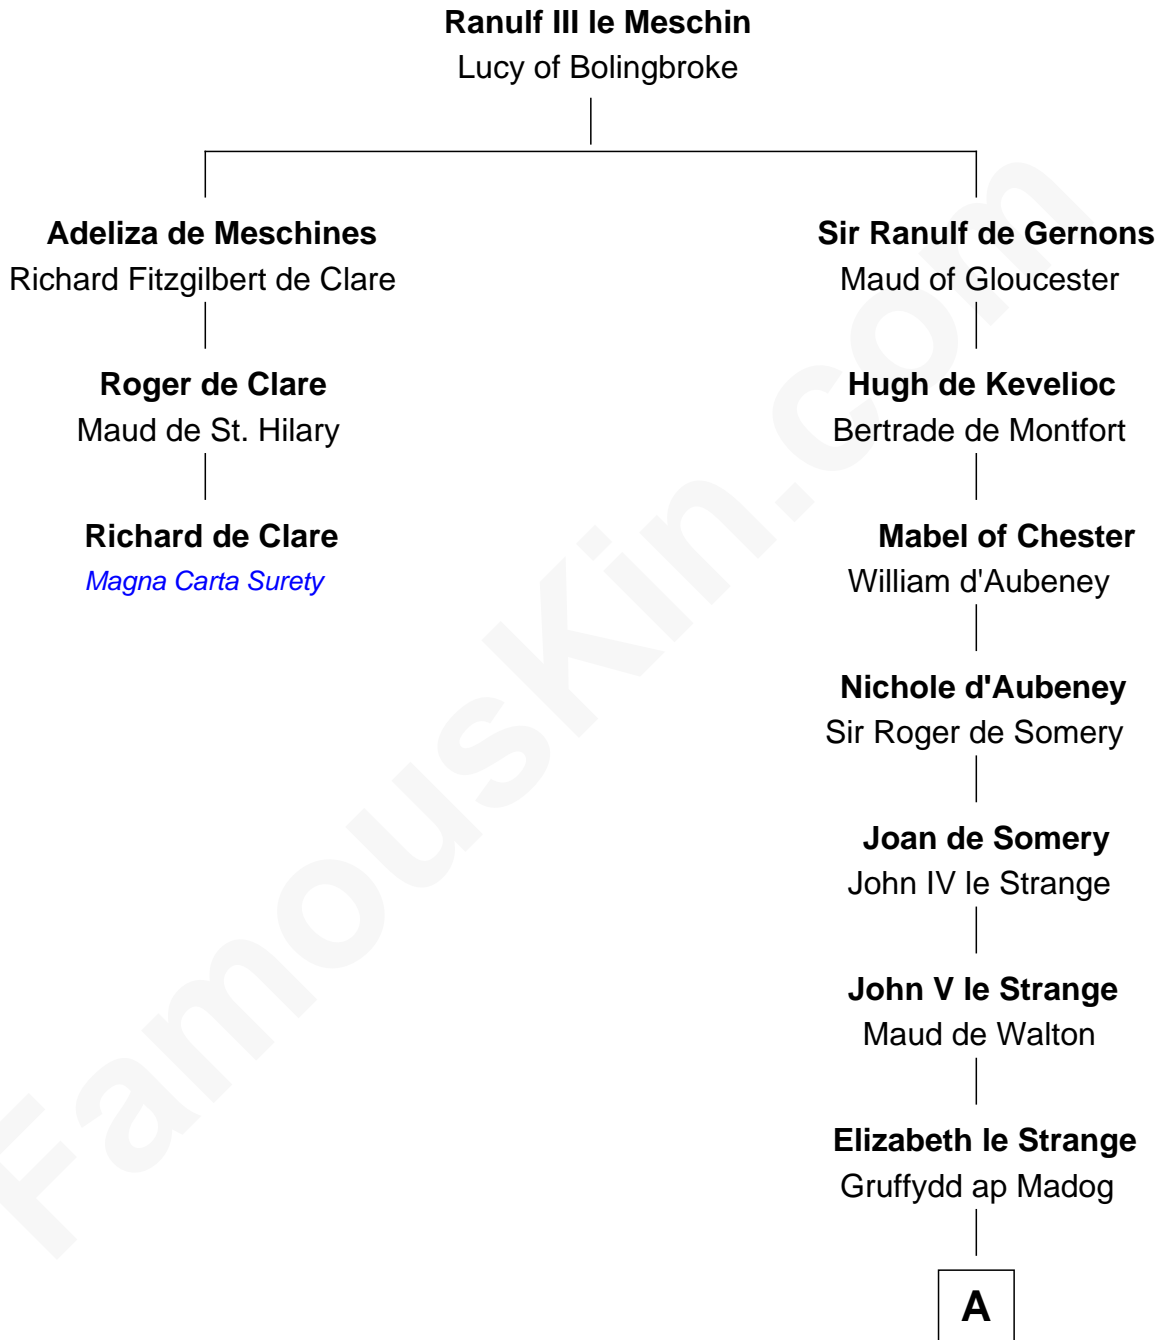 Ranulf III le Meschin
Lucy of Bolingbroke
Adeliza de Meschines
Richard Fitzgilbert de Clare
Sir Ranulf de Gernons
Maud of Gloucester
Roger de Clare
Maud de St. Hilary
Hugh de Kevelioc
Bertrade de Montfort
Richard de Clare
Magna Carta Surety
Mabel of Chester
William d'Aubeney
Nichole d'Aubeney
Sir Roger de Somery
Joan de Somery
John IV le Strange
John V le Strange
Maud de Walton
Elizabeth le Strange
Gruffydd ap Madog
A
FamousKin.com